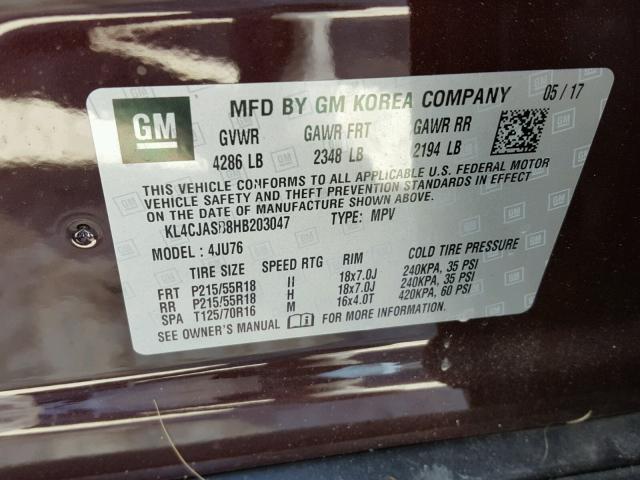 GM
MFD BY GM KOREA COMPANY 05 / 17
GVWR GAWR FRT GAWR RR
4286 LB 2348 LB 2194 LB
THIS VEHICLE CONFORMS TO ALL APPLICABLE U.S. FEDERAL MOTOR
VEHICLE SAFETY AND THEFT PREVENTION STANDARDS IN EFFECT
ON THE DATE OF MANUFACTURE SHOWN ABOVE.
TYPE: MPV
MODEL: 4JU76
TIRE SIZE SPEED RTG RIM COLD TIRE PRESSURE
FRT P215/55R18 H 18x7.0J 240KPA, 35 PSI
RR P215/55R18 H 18x7.0J 240KPA, 35 PSI
SPA T125/70R16 M 16x4.0T 420KPA, 60 PSI
SEE OWNER'S MANUAL FOR MORE INFORMATION.